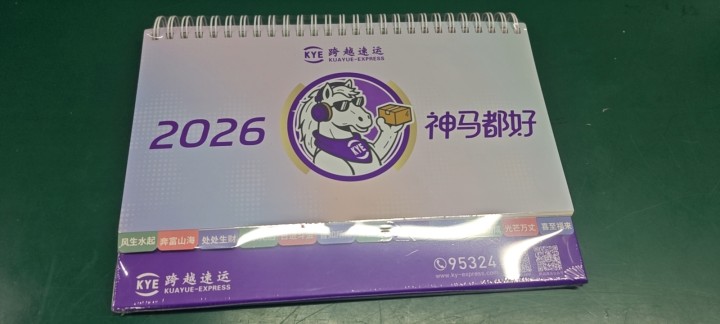 KYE 跨越速运
KUAYUE-EXPRESS
2026
神马都好
KYE
风生水起 奔富山海 处处生财 光芒万丈 喜至福来
95324
www.ky-express.com
KYE 跨越速运
KUAYUE-EXPRESS